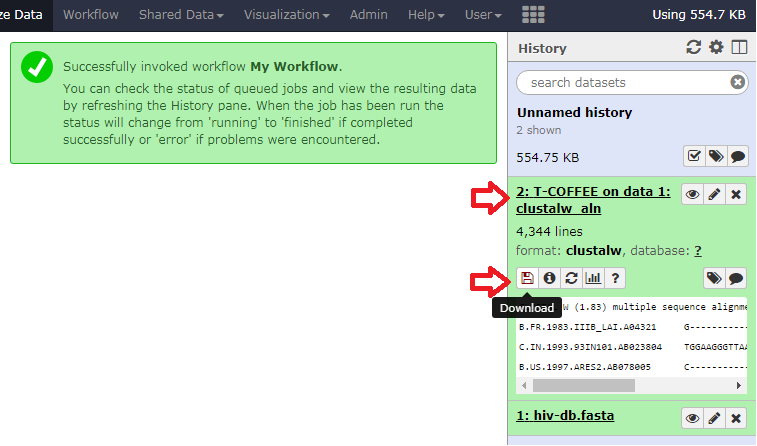 ze Data Workflow Shared Data Visualization Admin Help User Using 554.7 KB
Successfully invoked workflow My Workflow.
You can check the status of queued jobs and view the resulting data
by refreshing the History pane. When the job has been run the
status will change from 'running' to 'finished' if completed
successfully or 'error' if problems were encountered.
History
search datasets
Unnamed history
2 shown
554.75 KB
2: T-COFFEE on data 1:
clustalw_aln
4,344 lines
format: clustalw, database: ?
?
Download
W (1.83) multiple sequence alignme
B.FR.1983.IIIB_LAI.A04321 G-----------
C.IN.1993.93IN101.AB023804 TGGAAGGGTTAA
B.US.1997.ARES2.AB078005 C-----------
1: hiv-db.fasta